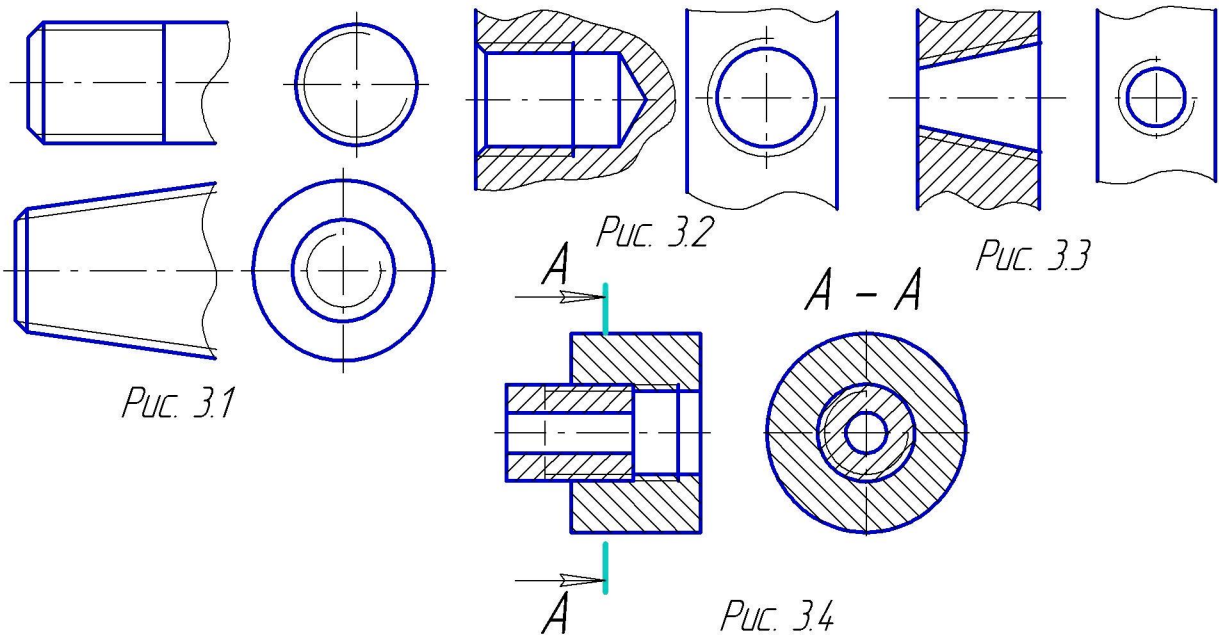 Рис. 3.1
Рис. 3.2
Рис. 3.3
А
А - А
А
Рис. 3.4